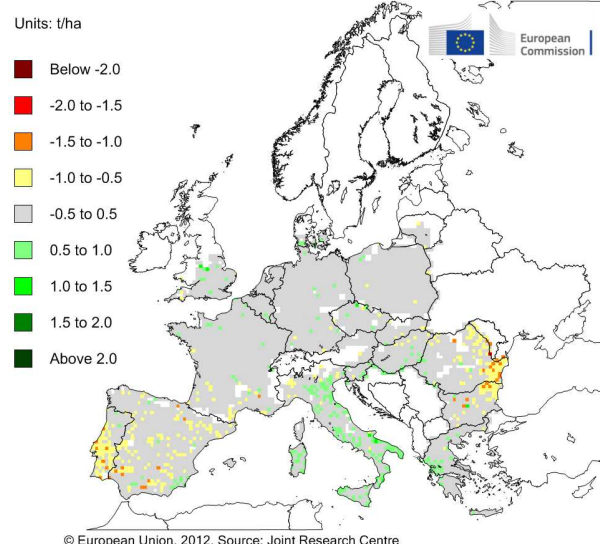 Units: t/ha
Below -2.0
-2.0 to -1.5
-1.5 to -1.0
-1.0 to -0.5
-0.5 to 0.5
0.5 to 1.0
1.0 to 1.5
1.5 to 2.0
Above 2.0
European
Commission
© European Union, 2012. Source: Joint Research Centre